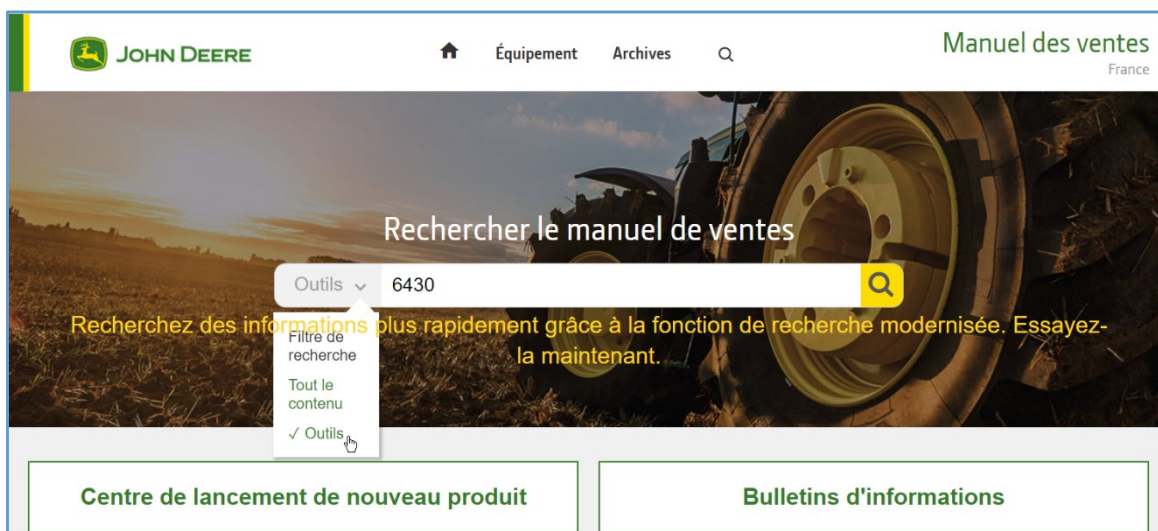 JOHN DEERE
Équipement Archives
Manuel des ventes
France
Rechercher le manuel de ventes
Outils 6430
Recherchez des informations plus rapidement grâce à la fonction de recherche modernisée. Essayez-
la maintenant.
Filtre de
recherche
Tout le
contenu
✓ Outils
Centre de lancement de nouveau produit
Bulletins d'informations